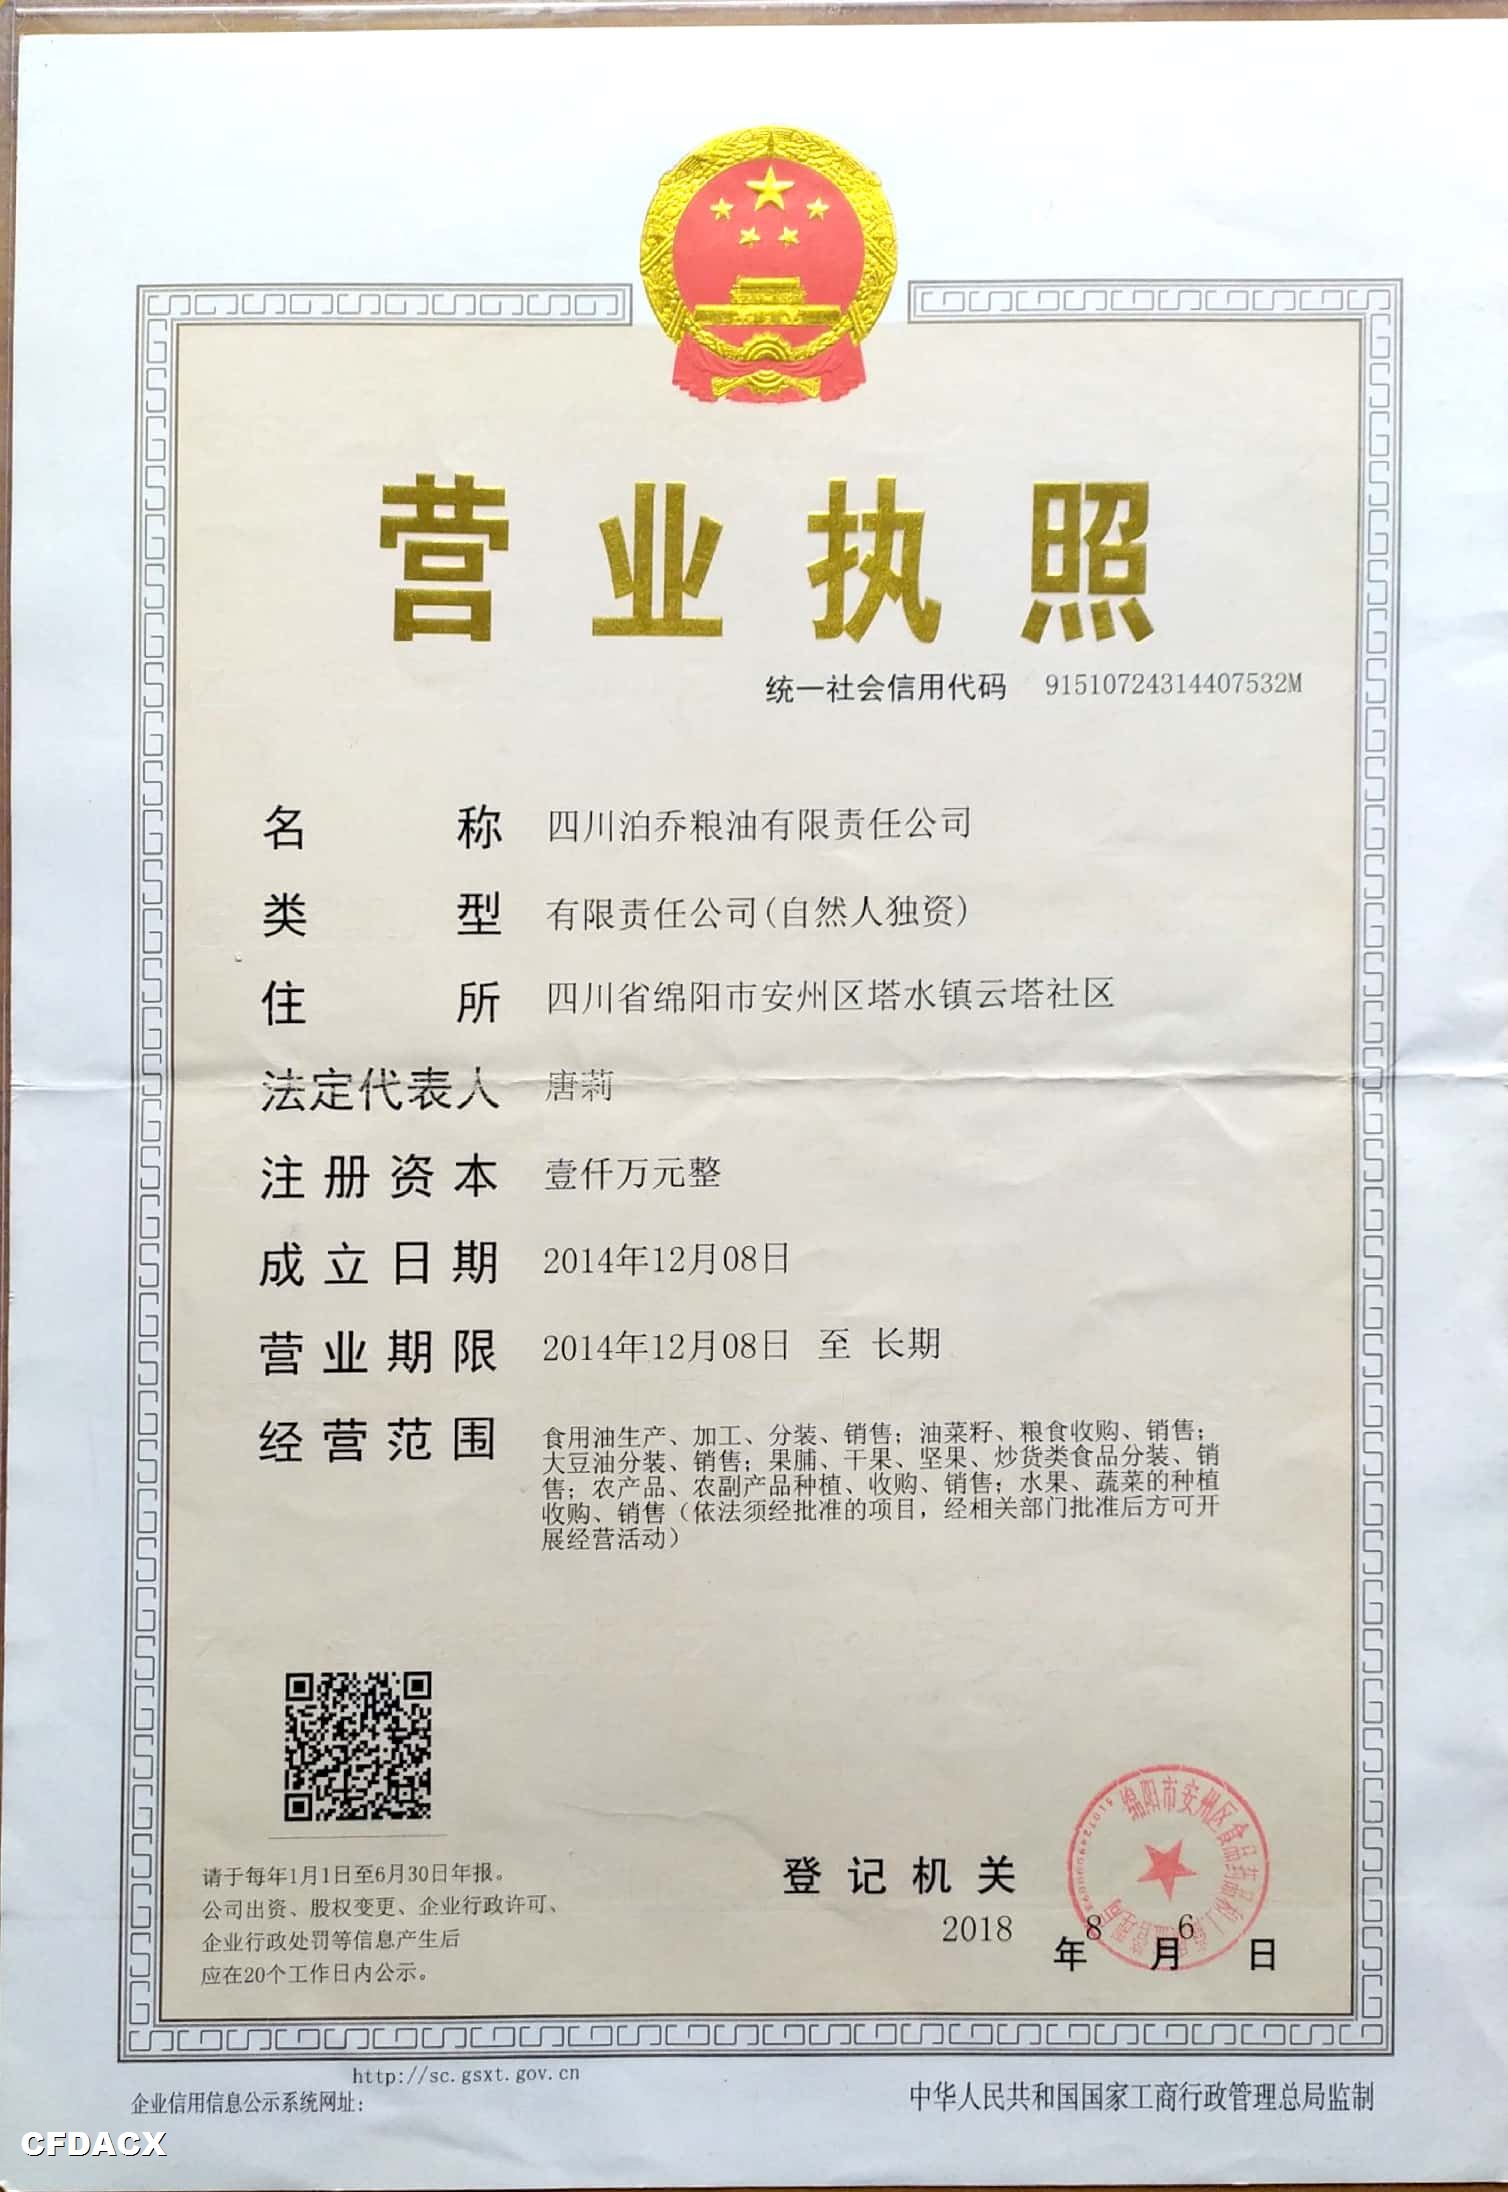 营业执照
统一社会信用代码 91510724314407532M
名称 四川泊乔粮油有限责任公司
类型 有限责任公司(自然人独资)
住所 四川省绵阳市安州区塔水镇云塔社区
法定代表人 唐莉
注册资本 壹仟万元整
成立日期 2014年12月08日
营业期限 2014年12月08日 至 长期
经营范围 食用油生产、加工、分装、销售；油菜籽、粮食收购、销售；
大豆油分装、销售；果脯、干果、坚果、炒货类食品分装、销
售；农产品、农副产品种植、收购、销售；水果、蔬菜的种植
收购、销售（依法须经批准的项目，经相关部门批准后方可开
展经营活动）
请于每年1月1日至6月30日年报。
公司出资、股权变更、企业行政许可、
企业行政处罚等信息产生后
应在20个工作日内公示。
登记机关
绵阳市安州区食品药品和工商
2018年8月6日
http://sc.gsxt.gov.cn
企业信用信息公示系统网址：
中华人民共和国国家工商行政管理总局监制
CFDACX